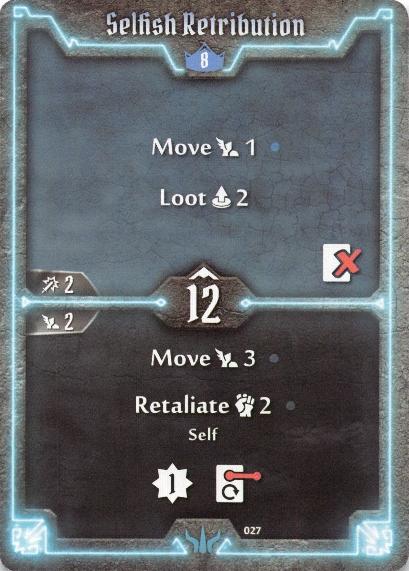 Selfish Retribution
8
Move 1
Loot 2
2
12
2
Move 3
Retaliate 2
Self
1
027